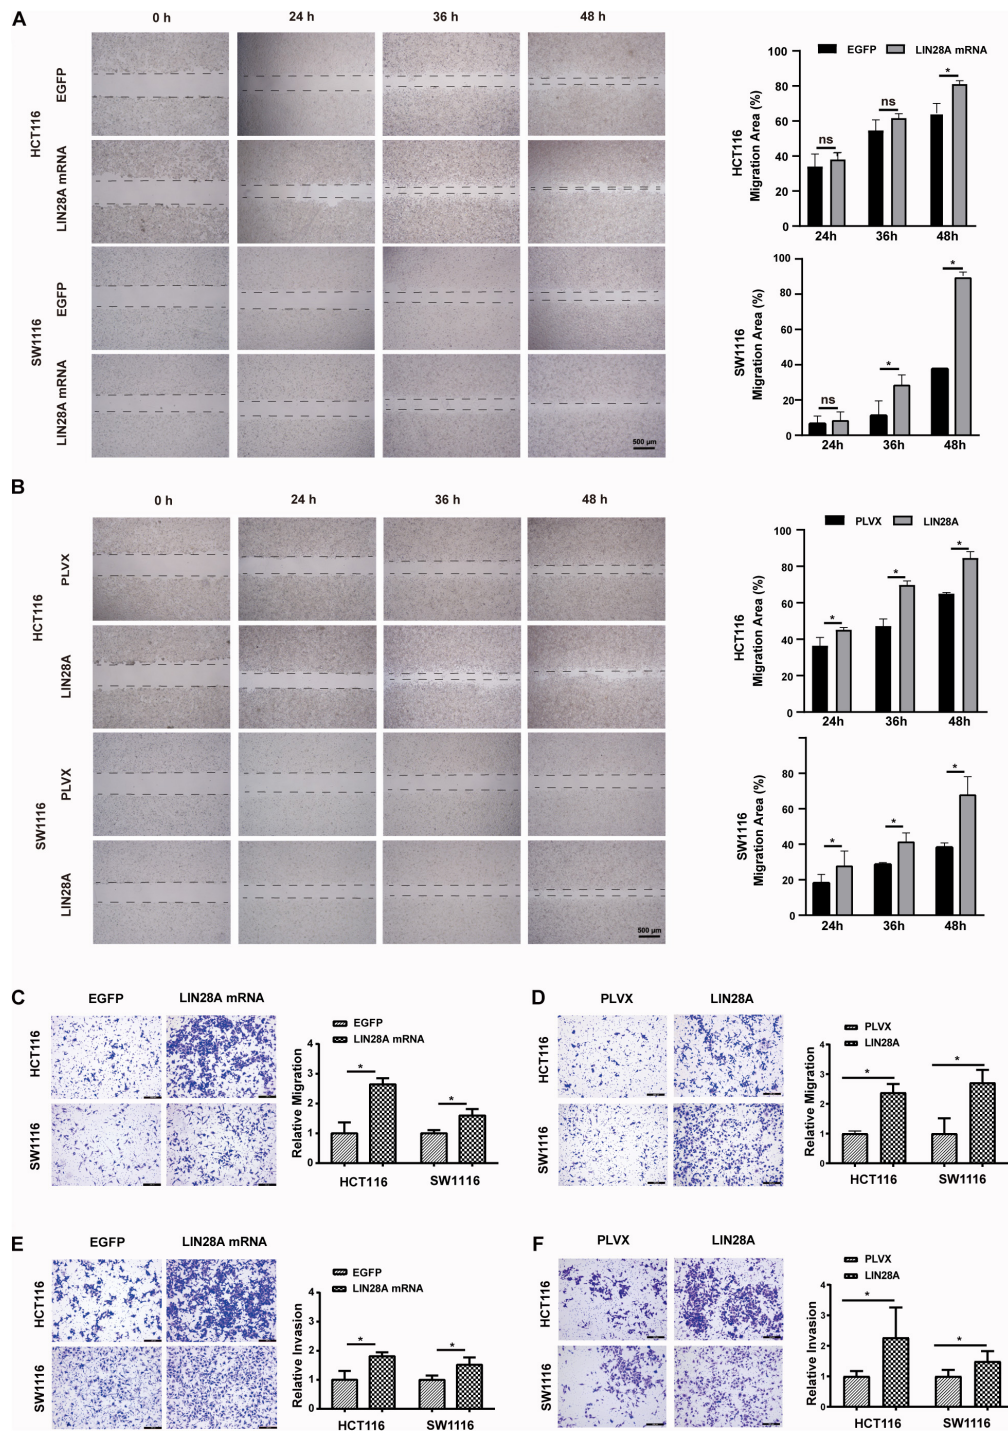 A
0 h 24 h 36 h 48 h
HCT116
EGFP
LIN28A mRNA
SW1116
EGFP
LIN28A mRNA
500 µm
EGFP LIN28A mRNA
HCT116
Migration Area (%)
100
80
60
40
20
0
ns
ns
*
24h 36h 48h
SW1116
Migration Area (%)
100
80
60
40
20
0
ns
*
*
24h 36h 48h
B
0 h 24 h 36 h 48 h
HCT116
PLVX
LIN28A
SW1116
PLVX
LIN28A
500 µm
PLVX LIN28A
HCT116
Migration Area (%)
100
80
60
40
20
0
*
*
*
24h 36h 48h
SW1116
Migration Area (%)
80
60
40
20
0
*
*
*
24h 36h 48h
C
EGFP LIN28A mRNA
HCT116
SW1116
EGFP
LIN28A mRNA
Relative Migration
4
3
2
1
0
*
*
HCT116 SW1116
D
PLVX LIN28A
HCT116
SW1116
PLVX
LIN28A
Relative Migration
4
3
2
1
0
*
*
HCT116 SW1116
E
EGFP LIN28A mRNA
HCT116
SW1116
EGFP
LIN28A mRNA
Relative Invasion
4
3
2
1
0
*
*
HCT116 SW1116
F
PLVX LIN28A
HCT116
SW1116
PLVX
LIN28A
Relative Invasion
4
3
2
1
0
*
*
HCT116 SW1116